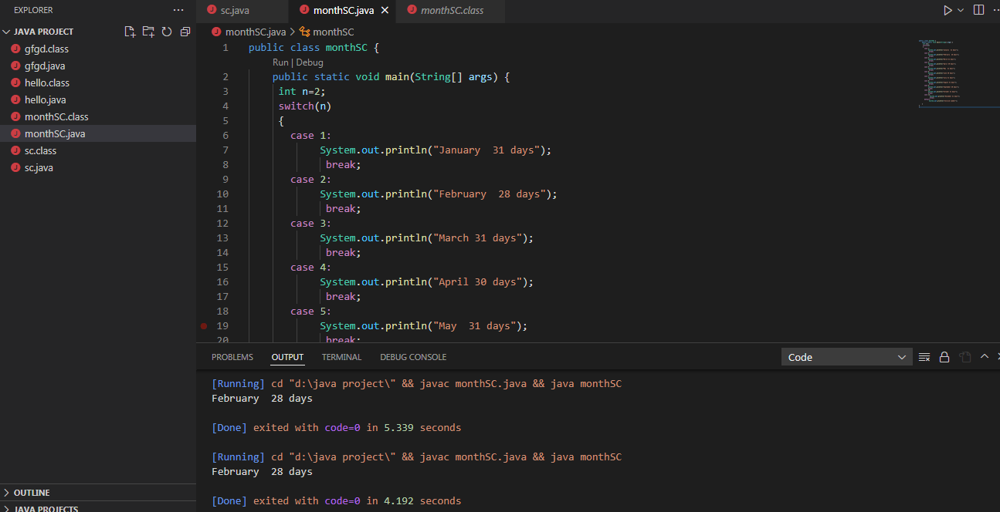 EXPLORER
JAVA PROJECT
gfgd.class
gfgd.java
hello.class
hello.java
monthSC.class
monthSC.java
sc.class
sc.java
OUTLINE
JAVA PROJECTS
sc.java monthSC.java monthSC.class
monthSC.java > monthSC
1 public class monthSC {
Run | Debug
2 public static void main(String[] args) {
3 int n=2;
4 switch(n)
5 {
6 case 1:
7 System.out.println("January  31 days");
8 break;
9 case 2:
10 System.out.println("February  28 days");
11 break;
12 case 3:
13 System.out.println("March 31 days");
14 break;
15 case 4:
16 System.out.println("April 30 days");
17 break;
18 case 5:
19 System.out.println("May  31 days");
20 break;
PROBLEMS OUTPUT TERMINAL DEBUG CONSOLE Code
[Running] cd "d:\java project\" && javac monthSC.java && java monthSC
February  28 days
[Done] exited with code=0 in 5.339 seconds
[Running] cd "d:\java project\" && javac monthSC.java && java monthSC
February  28 days
[Done] exited with code=0 in 4.192 seconds